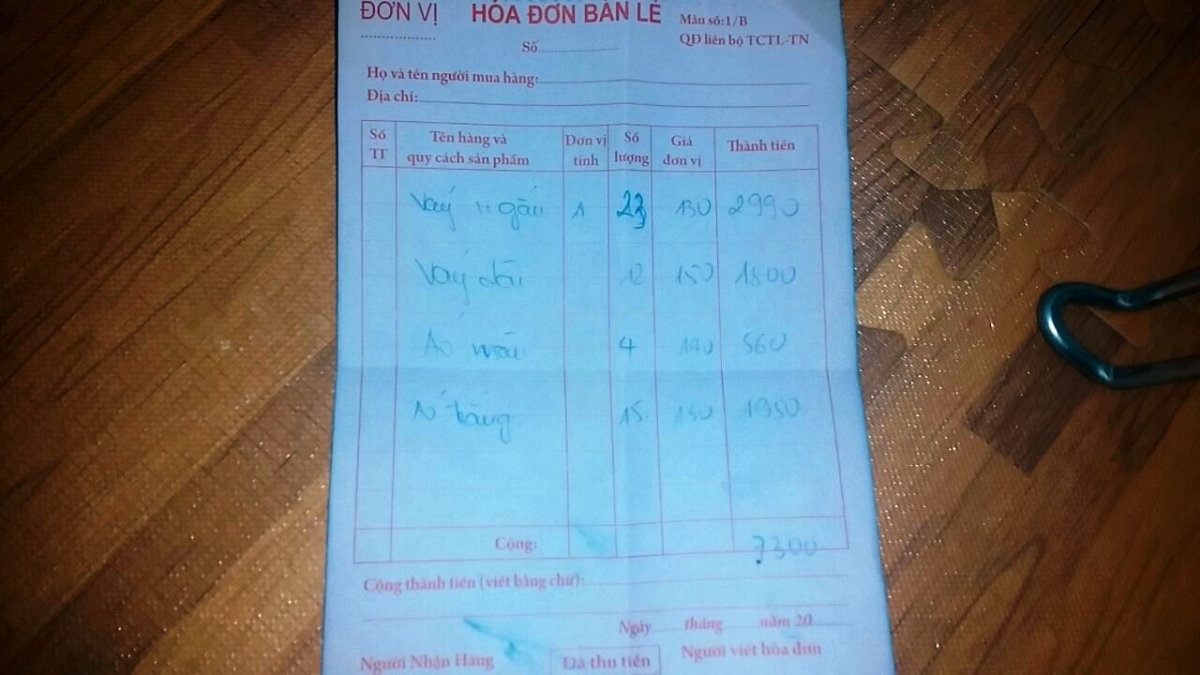 ĐƠN VỊ HÓA ĐƠN BÁN LẺ Mẫu số:1/B
Số QĐ liên bộ TCTL-TN
Họ và tên người mua hàng:
Địa chỉ:
Số TT Tên hàng và quy cách sản phẩm Đơn vị tính Số lượng Giá đơn vị Thành tiền
Váy ngắn 1 23 130 2990
Váy dài 12 150 1800
Áo 4 140 560
Áo trắng 15 130 1950
Cộng: 7300
Cộng thành tiền (viết bằng chữ):
Ngày tháng năm 20
Người Nhận Hàng Đã thu tiền Người viết hóa đơn